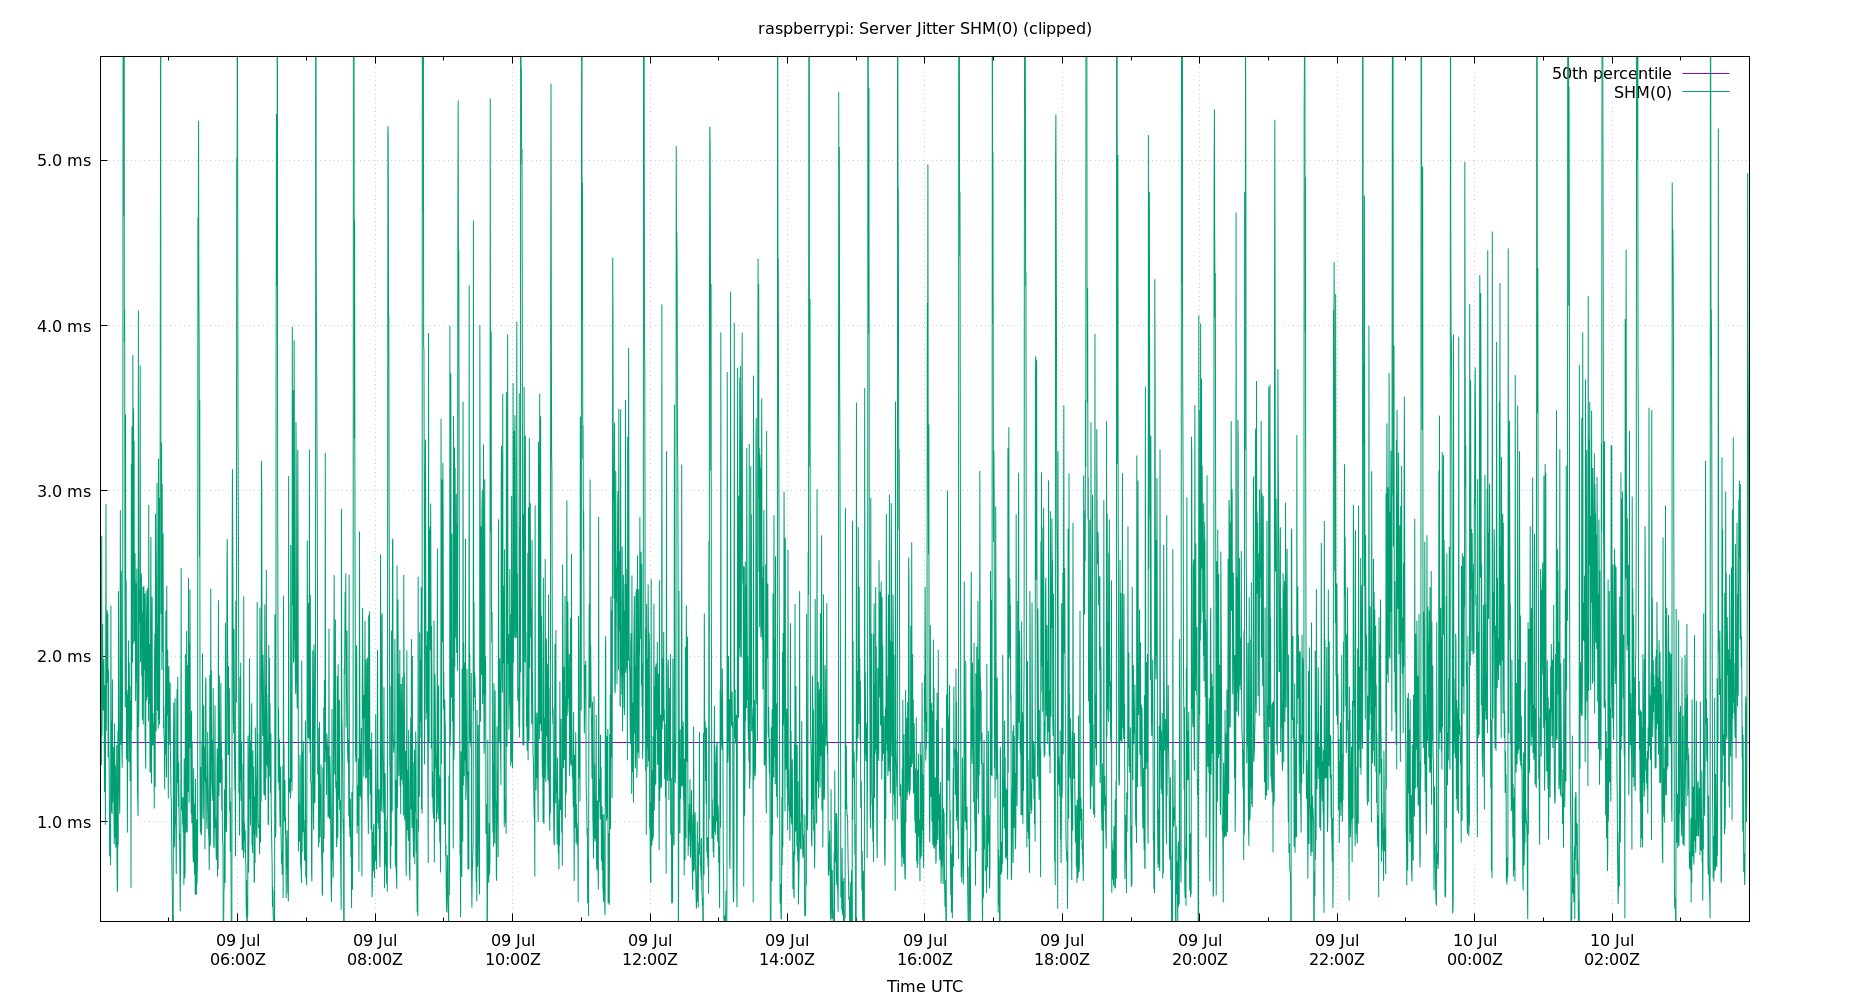 raspberrypi: Server Jitter SHM(0) (clipped)
50th percentile
SHM(0)
5.0 ms
4.0 ms
3.0 ms
2.0 ms
1.0 ms
09 Jul 09 Jul 09 Jul 09 Jul 09 Jul 09 Jul 09 Jul 09 Jul 09 Jul 10 Jul 10 Jul
06:00Z 08:00Z 10:00Z 12:00Z 14:00Z 16:00Z 18:00Z 20:00Z 22:00Z 00:00Z 02:00Z
Time UTC